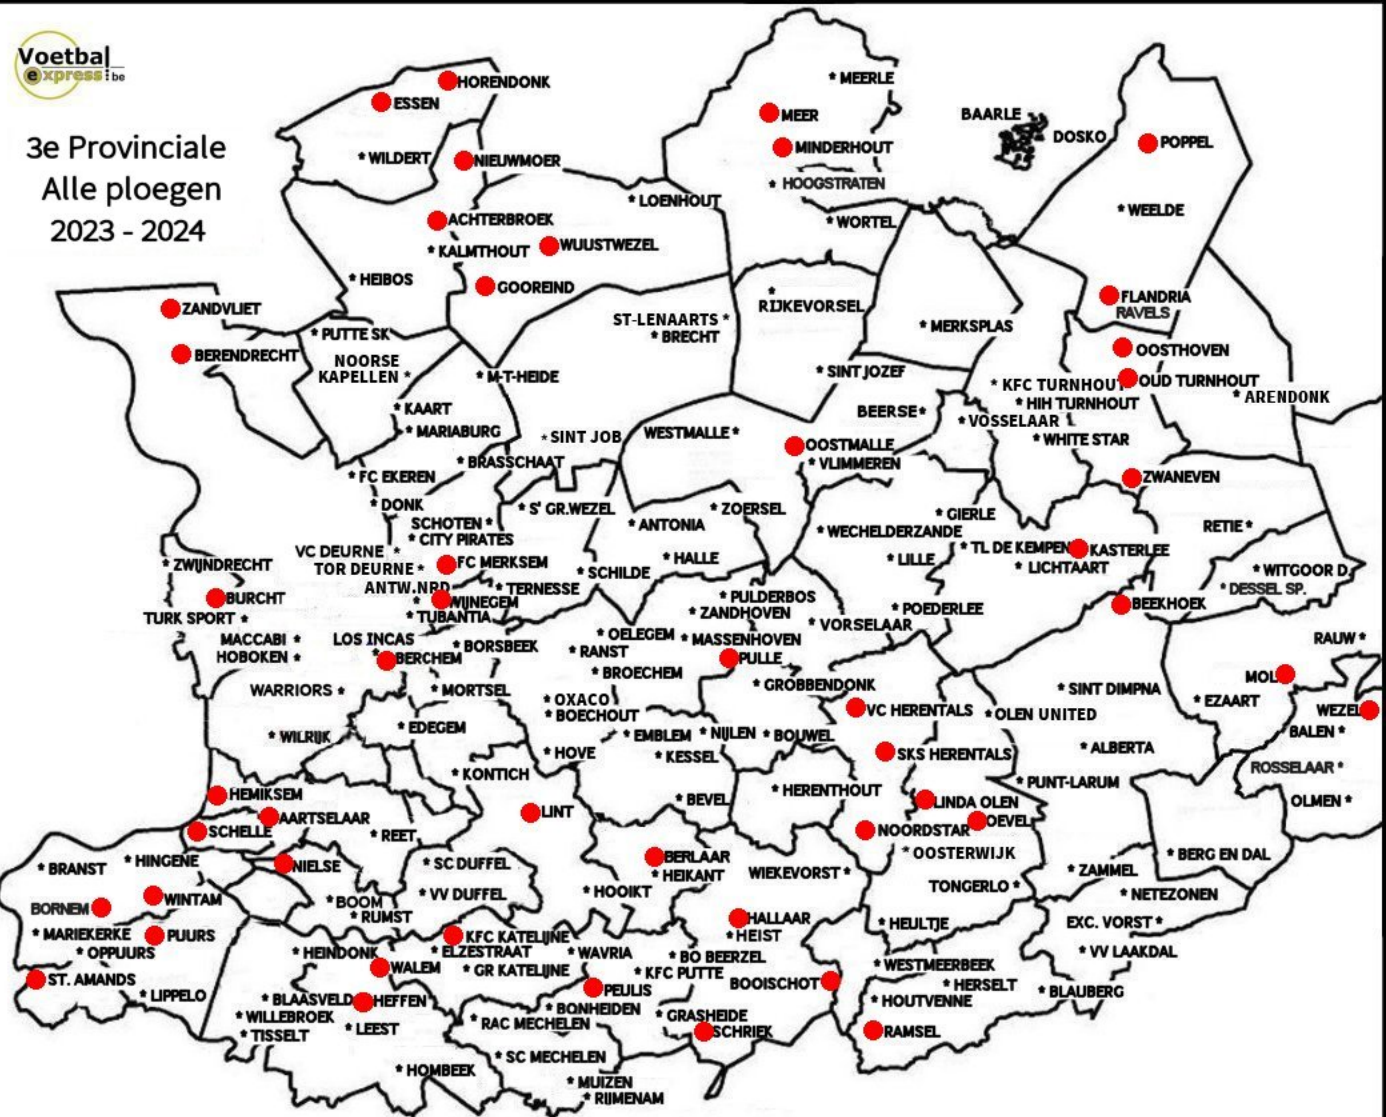 Voetbal
express.be
3e Provinciale
Alle ploegen
2023 - 2024
HORENDONK
ESSEN
* WILDERT
NIEUWMOER
* MEERLE
MEER
MINDERHOUT
* HOOGSTRATEN
BAARLE
DOSKO
POPPEL
* LOENHOUT
* WORTEL
* WEELDE
ACHTERBROEK
* KALMTHOUT
WUUSTWEZEL
* HEIBOS
GOOREIND
ZANDVLIET
BERENDRECHT
* PUTTE SK
NOORSE
KAPELLEN *
ST-LENAARTS *
* BRECHT
*
RIJKEVORSEL
* MERKSPLAS
FLANDRIA
RAVELS
OOSTHOVEN
* M-T-HEIDE
* SINT JOZEF
* KFC TURNHOUT
OUD TURNHOUT
* HIH TURNHOUT
* ARENDONK
* KAART
* MARIABURG
BEERSE *
* VOSSELAAR
* WHITE STAR
* SINT JOB
WESTMALLE *
OOSTMALLE
* VLIMMEREN
* BRASSCHAAT
* FC EKEREN
ZWANEVEN
* DONK
* S' GR.WEZEL
* ZOERSEL
* ANTONIA
* GIERLE
SCHOTEN *
* CITY PIRATES
* WECHELDERZANDE
RETIE *
VC DEURNE *
TOR DEURNE *
FC MERKSEM
* HALLE
* LILLE
* TL DE KEMPEN
KASTERLEE
* LICHTAART
* ZWIJNDRECHT
* SCHILDE
* WITGOOR D.
* DESSEL SP.
ANTW.NRD
*
* TERNESSE
BURCHT
WIJNEGEM
* PULDERBOS
* ZANDHOVEN
* POEDERLEE
BEEKHOEK
TURK SPORT *
* TUBANTIA
* VORSELAAR
MACCABI *
HOBOKEN *
LOS INCAS
*
BERCHEM
* BORSBEEK
* OELEGEM
* RANST
* MASSENHOVEN
PULLE
RAUW *
* BROECHEM
* GROBBENDONK
MOL
WARRIORS *
* MORTSEL
* OXACO
* BOECHOUT
VC HERENTALS
* OLEN UNITED
* SINT DIMPNA
* EZAART
WEZEL
* EDEGEM
* WILRIJK
* EMBLEM
* NIJLEN
* BOUWEL
BALEN *
* HOVE
* KESSEL
SKS HERENTALS
* ALBERTA
* KONTICH
ROSSELAAR *
HEMIKSEM
* HERENTHOUT
* PUNT-LARUM
* BEVEL
LINDA OLEN
OLMEN *
AARTSELAAR
LINT
OEVEL
SCHELLE
* REET
NOORDSTAR
* OOSTERWIJK
* BRANST
* HINGENE
NIELSE
* SC DUFFEL
BERLAAR
* HEIKANT
* BERG EN DAL
WIEKEVORST *
* ZAMMEL
WINTAM
* VV DUFFEL
* HOOIKT
TONGERLO *
* NETEZONEN
BORNEM
* BOOM
* RUMST
HALLAAR
* HEIST
* HEULTJE
EXC. VORST *
* MARIEKERKE
PUURS
KFC KATELIJNE
* OPPUURS
* HEINDONK
* ELZESTRAAT
* WAVRIA
* BO BEERZEL
* VV LAAKDAL
WALEM
* GR KATELIJNE
* KFC PUTTE
* WESTMEERBEEK
ST. AMANDS
BOOISCHOT
* HERSELT
* LIPPELO
* BLAASVELD
HEFFEN
PEULIS
* HOUTVENNE
* BLAUBERG
* WILLEBROEK
* BONHEIDEN
* GRASHEIDE
* TISSELT
* LEEST
* RAC MECHELEN
SCHRIEK
RAMSEL
* SC MECHELEN
* HOMBEEK
* MUIZEN
* RIJMENAM